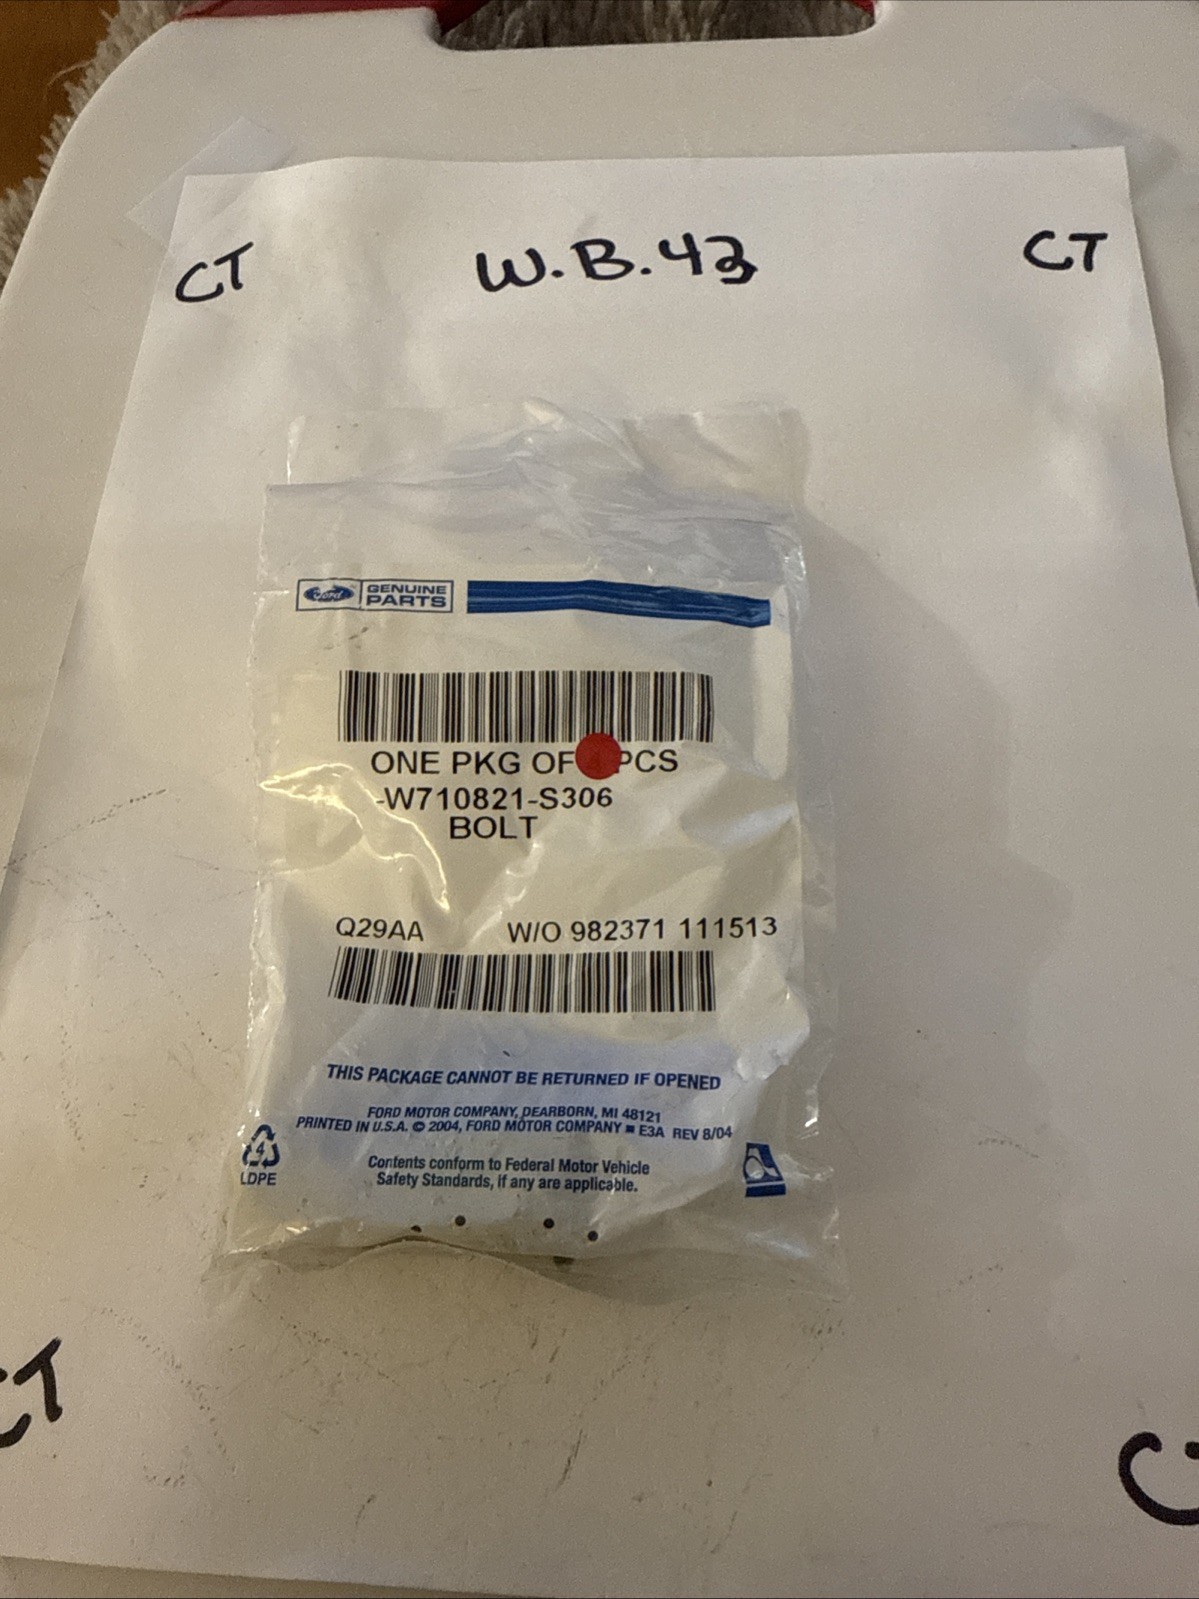 CT W.B.43 CT
Ford GENUINE PARTS
ONE PKG OF PCS
-W710821-S306
BOLT
Q29AA W/O 982371 111513
THIS PACKAGE CANNOT BE RETURNED IF OPENED
FORD MOTOR COMPANY, DEARBORN, MI 48121
PRINTED IN U.S.A. © 2004, FORD MOTOR COMPANY ■ E3A REV 8/04
4
LDPE
Contents conform to Federal Motor Vehicle
Safety Standards, if any are applicable.
CT